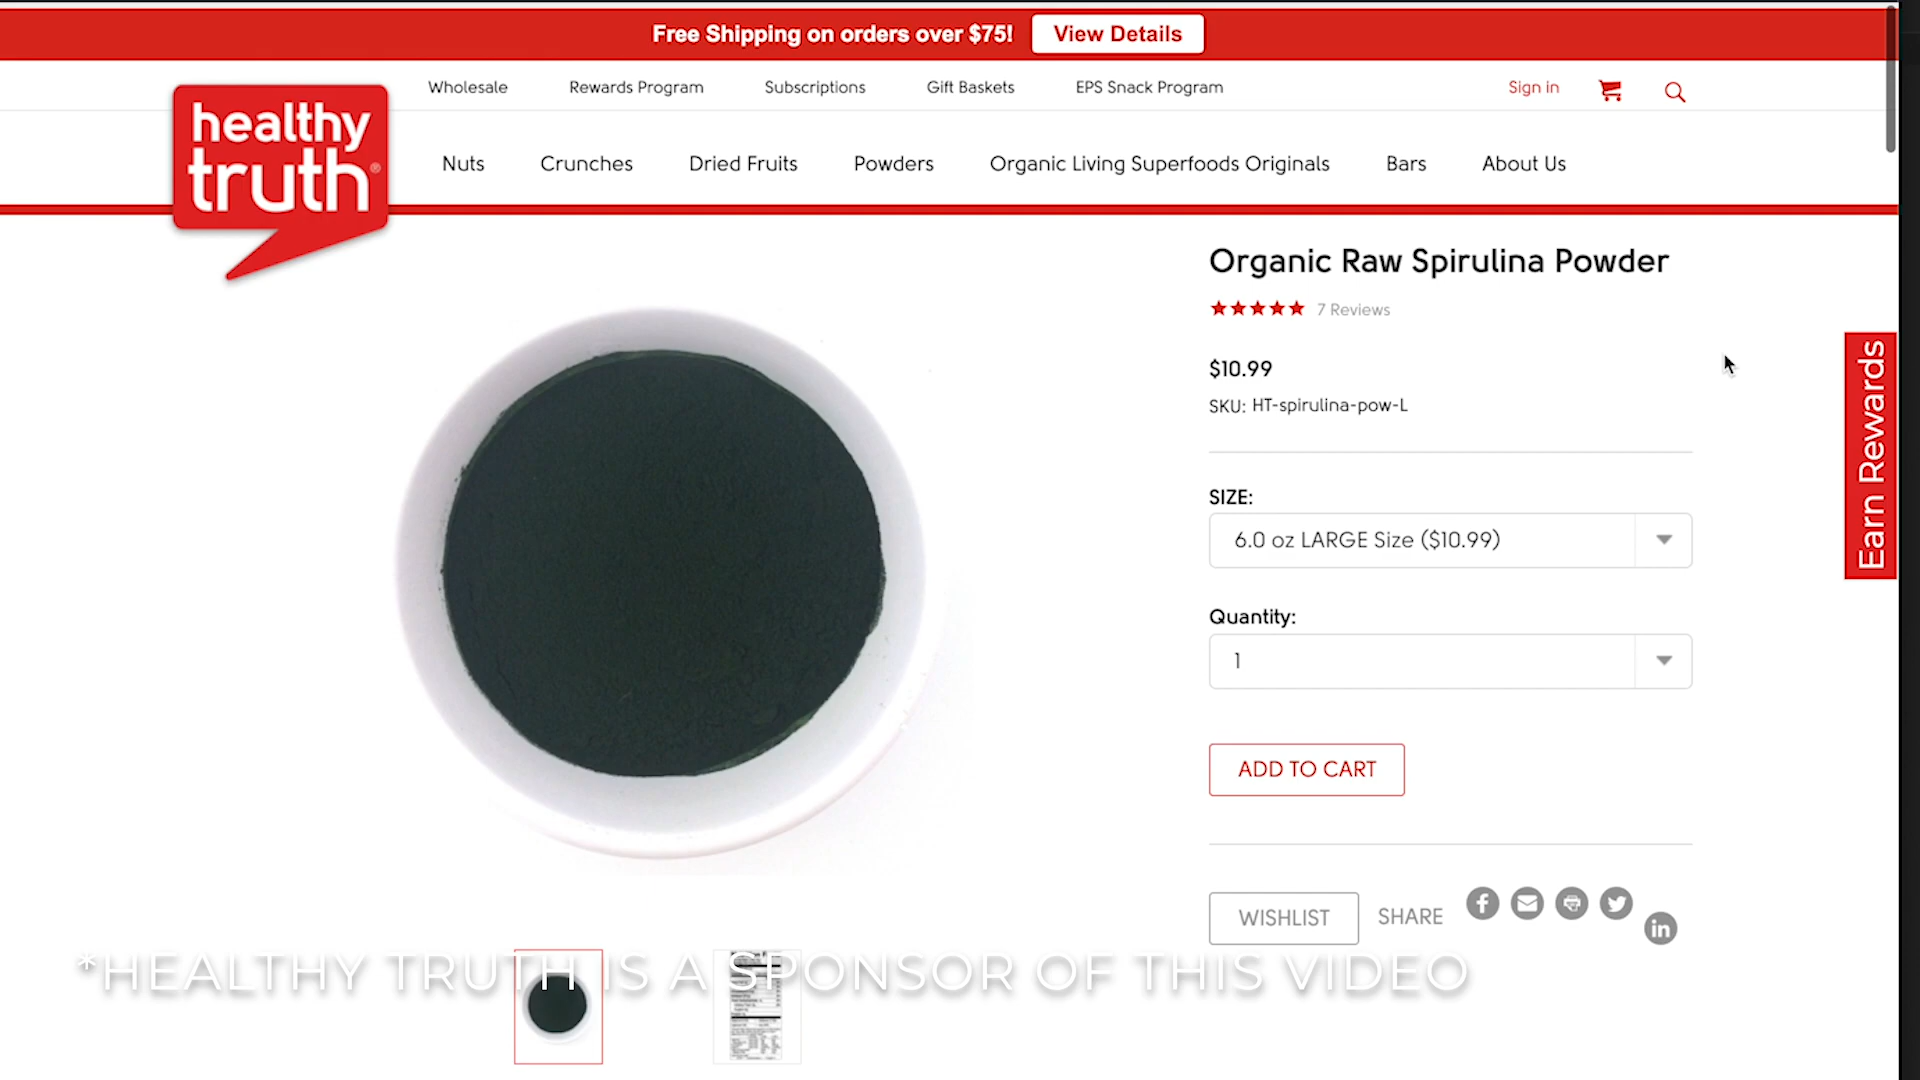 Free Shipping on orders over $75! View Details
Wholesale Rewards Program Subscriptions Gift Baskets EPS Snack Program Sign in
healthy
truth®
Nuts Crunches Dried Fruits Powders Organic Living Superfoods Originals Bars About Us
Organic Raw Spirulina Powder
7 Reviews
$10.99
SKU: HT-spirulina-pow-L
Earn Rewards
SIZE:
6.0 oz LARGE Size ($10.99)
Quantity:
1
ADD TO CART
WISHLIST SHARE
*HEALTHY TRUTH IS A SPONSOR OF THIS VIDEO